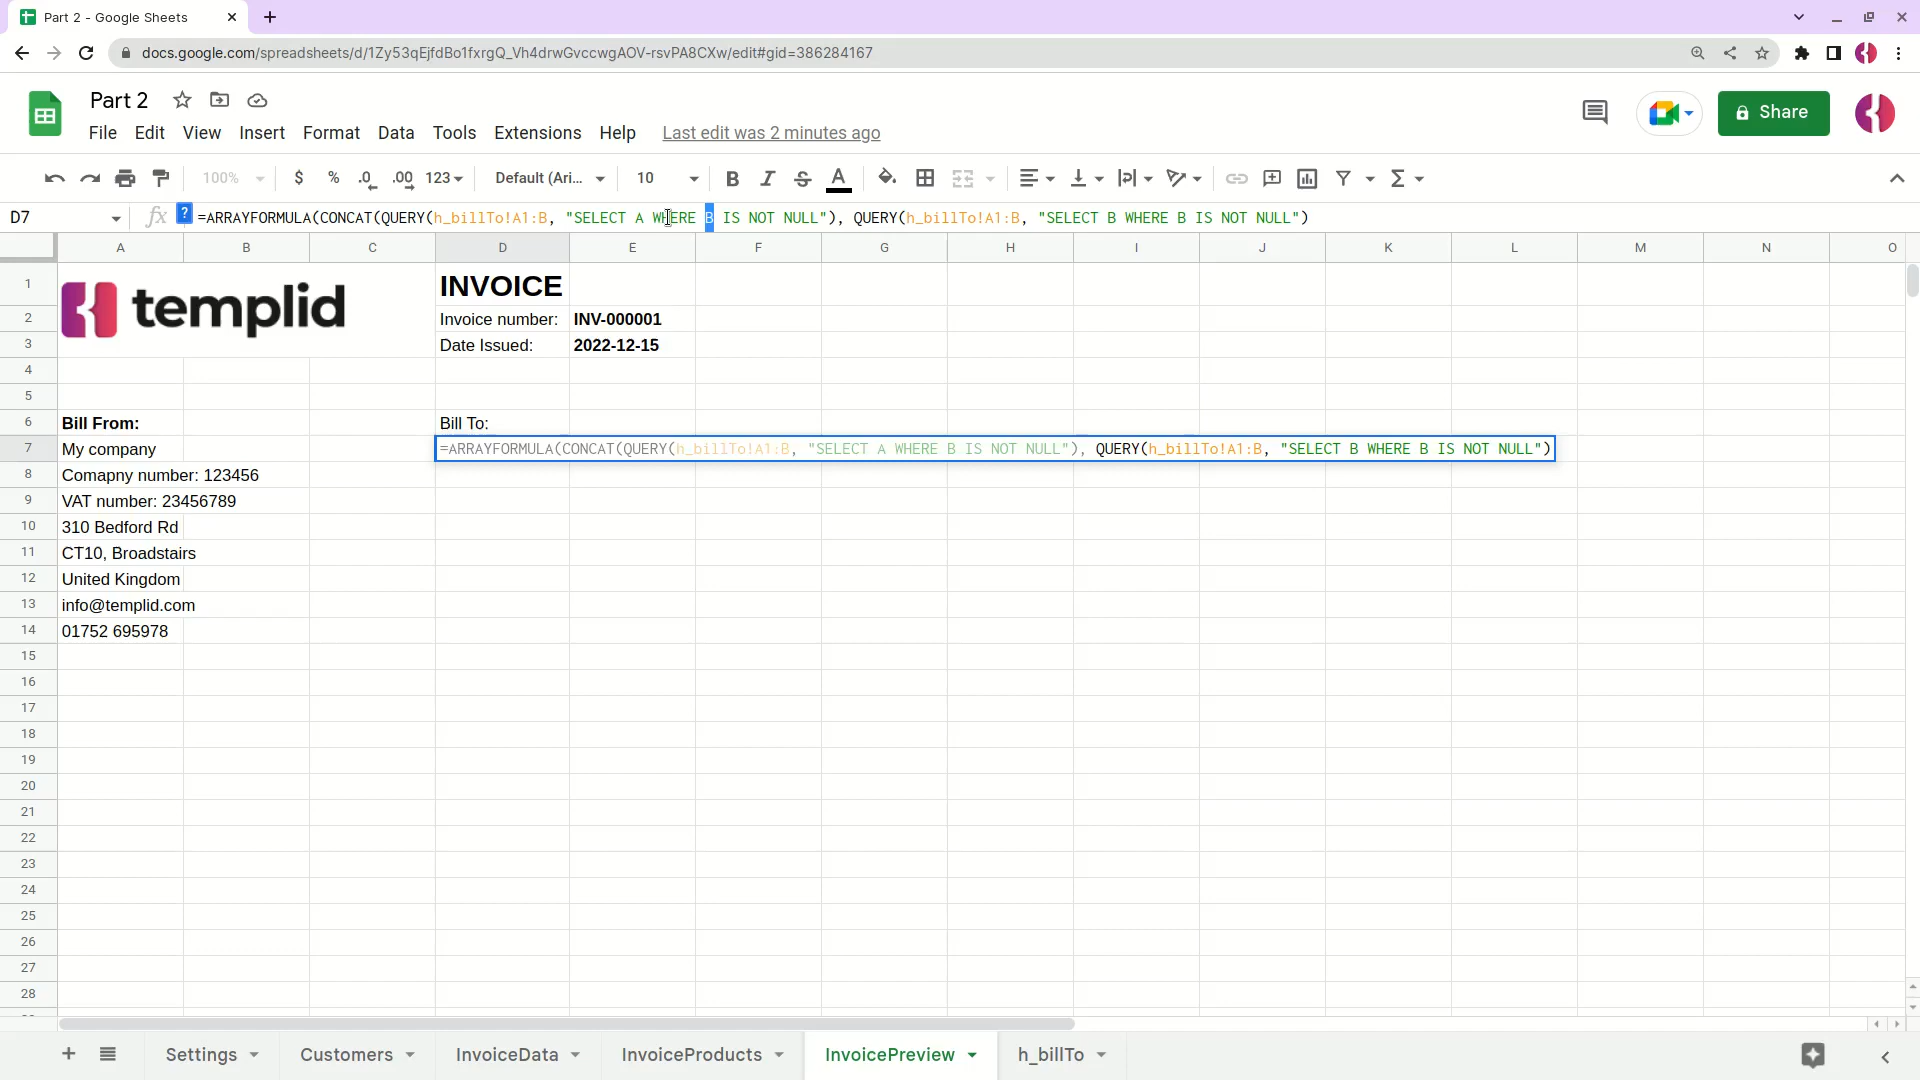 Part 2 - Google Sheets
docs.google.com/spreadsheets/d/1Zy53qEjfdBo1fxrgQ_Vh4drwGvccwgAOV-rsvPA8CXw/edit#gid=386284167
Part 2
File Edit View Insert Format Data Tools Extensions Help Last edit was 2 minutes ago
Share
100% $ % .0 .00 123 Default (Ari... 10 B I S A
D7 fx ? =ARRAYFORMULA(CONCAT(QUERY(h_billTo!A1:B, "SELECT A WHERE B IS NOT NULL"), QUERY(h_billTo!A1:B, "SELECT B WHERE B IS NOT NULL")
A B C D E F G H I J K L M N O
1 templid INVOICE
2 Invoice number: INV-000001
3 Date Issued: 2022-12-15
4
5
6 Bill From: Bill To:
7 My company =ARRAYFORMULA(CONCAT(QUERY(h_billTo!A1:B, "SELECT A WHERE B IS NOT NULL"), QUERY(h_billTo!A1:B, "SELECT B WHERE B IS NOT NULL")
8 Comapny number: 123456
9 VAT number: 23456789
10 310 Bedford Rd
11 CT10, Broadstairs
12 United Kingdom
13 info@templid.com
14 01752 695978
15
16
17
18
19
20
21
22
23
24
25
26
27
28
Settings Customers InvoiceData InvoiceProducts InvoicePreview h_billTo